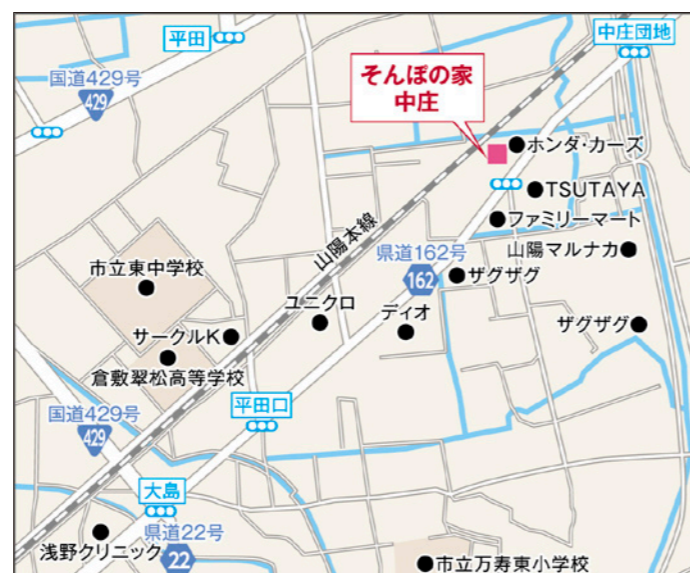 平田
中庄団地
国道429号
429
そんぽの家
中庄
ホンダ・カーズ
TSUTAYA
ファミリーマート
山陽本線
県道162号
162
山陽マルナカ
ザグザグ
市立東中学校
ユニクロ
ディオ
ザグザグ
サークルK
倉敷翠松高等学校
平田口
国道429号
429
大島
浅野クリニック
県道22号
22
市立万寿東小学校